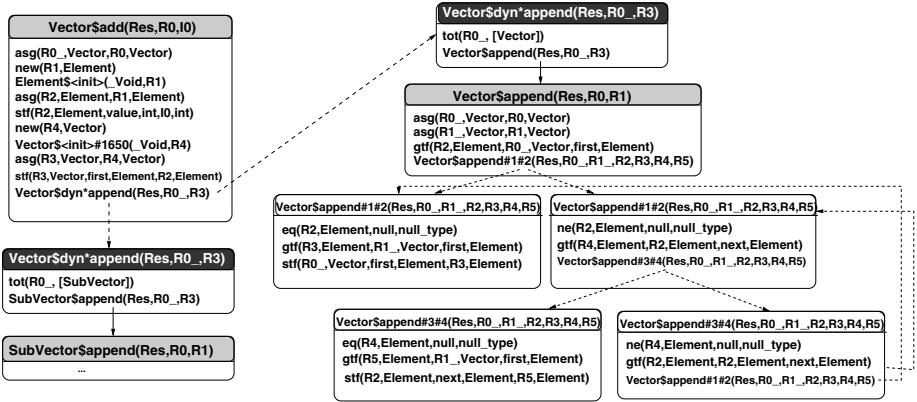 Vector$add(Res,R0,I0)
asg(R0_,Vector,R0,Vector)
new(R1,Element)
Element$<init>(_Void,R1)
asg(R2,Element,R1,Element)
stf(R2,Element,value,int,I0,int)
new(R4,Vector)
Vector$<init>#1650(_Void,R4)
asg(R3,Vector,R4,Vector)
stf(R3,Vector,first,Element,R2,Element)
Vector$dyn*append(Res,R0_,R3)
Vector$dyn*append(Res,R0_,R3)
tot(R0_, [SubVector])
SubVector$append(Res,R0_,R3)
SubVector$append(Res,R0,R1)
...
Vector$dyn*append(Res,R0_,R3)
tot(R0_, [Vector])
Vector$append(Res,R0_,R3)
Vector$append(Res,R0,R1)
asg(R0_,Vector,R0,Vector)
asg(R1_,Vector,R1,Vector)
gtf(R2,Element,R0_,Vector,first,Element)
Vector$append#1#2(Res,R0_,R1_,R2,R3,R4,R5)
Vector$append#1#2(Res,R0_,R1_,R2,R3,R4,R5)
eq(R2,Element,null,null_type)
gtf(R3,Element,R1_,Vector,first,Element)
stf(R0_,Vector,first,Element,R3,Element)
Vector$append#1#2(Res,R0_,R1_,R2,R3,R4,R5)
ne(R2,Element,null,null_type)
gtf(R4,Element,R2,Element,next,Element)
Vector$append#3#4(Res,R0_,R1_,R2,R3,R4,R5)
Vector$append#3#4(Res,R0_,R1_,R2,R3,R4,R5)
eq(R4,Element,null,null_type)
gtf(R5,Element,R1_,Vector,first,Element)
stf(R2,Element,next,Element,R5,Element)
Vector$append#3#4(Res,R0_,R1_,R2,R3,R4,R5)
ne(R4,Element,null,null_type)
gtf(R2,Element,R2,Element,next,Element)
Vector$append#1#2(Res,R0_,R1_,R2,R3,R4,R5)